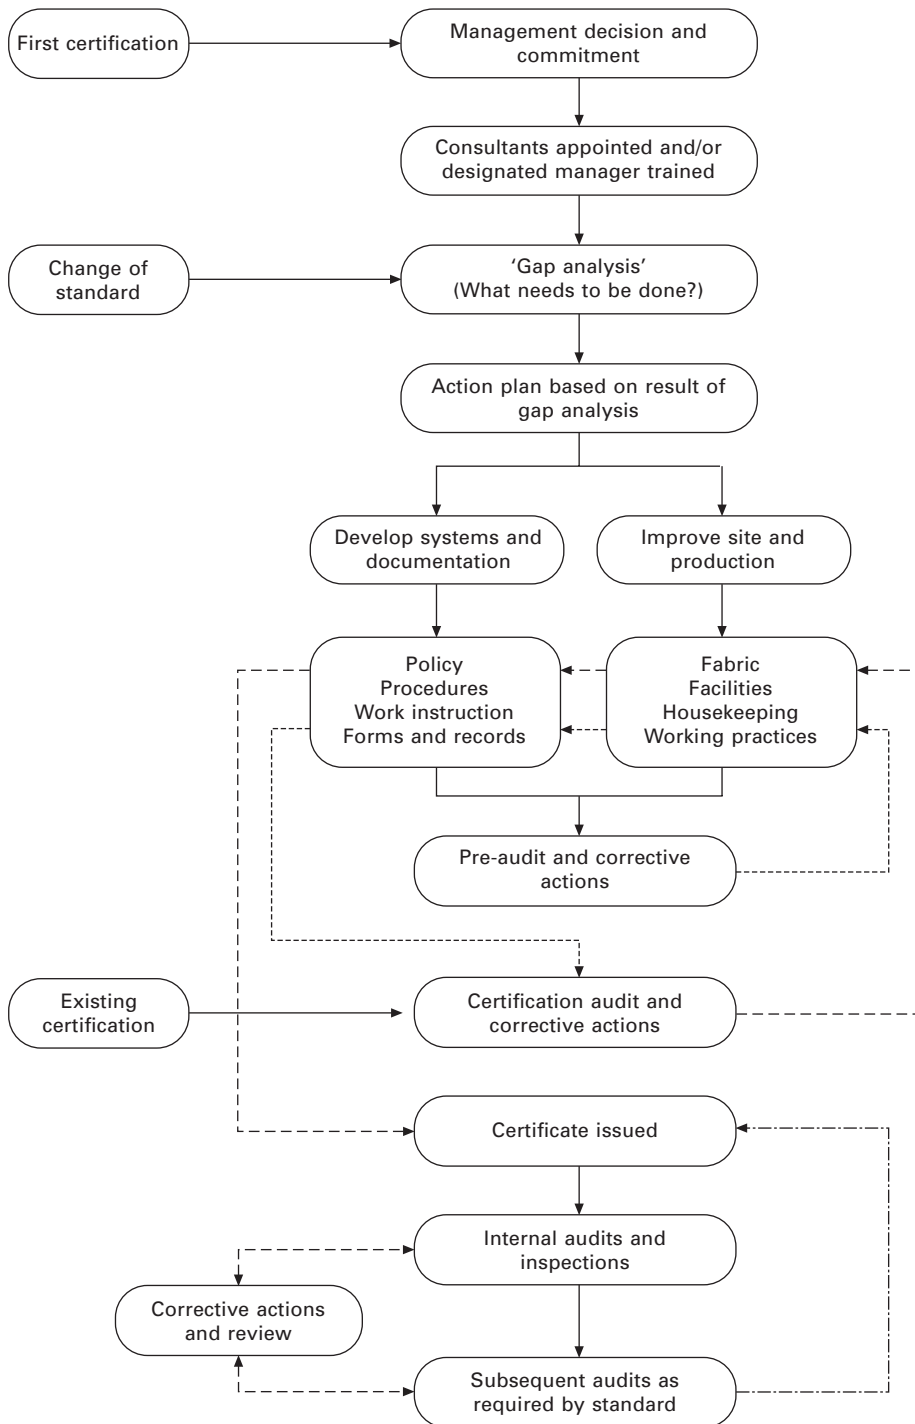 First certification
Management decision and
commitment
Consultants appointed and/or
designated manager trained
Change of
standard
‘Gap analysis’
(What needs to be done?)
Action plan based on result of
gap analysis
Develop systems and
documentation
Improve site and
production
Policy
Procedures
Work instruction
Forms and records
Fabric
Facilities
Housekeeping
Working practices
Pre-audit and corrective
actions
Existing
certification
Certification audit and
corrective actions
Certificate issued
Internal audits and
inspections
Corrective actions
and review
Subsequent audits as
required by standard